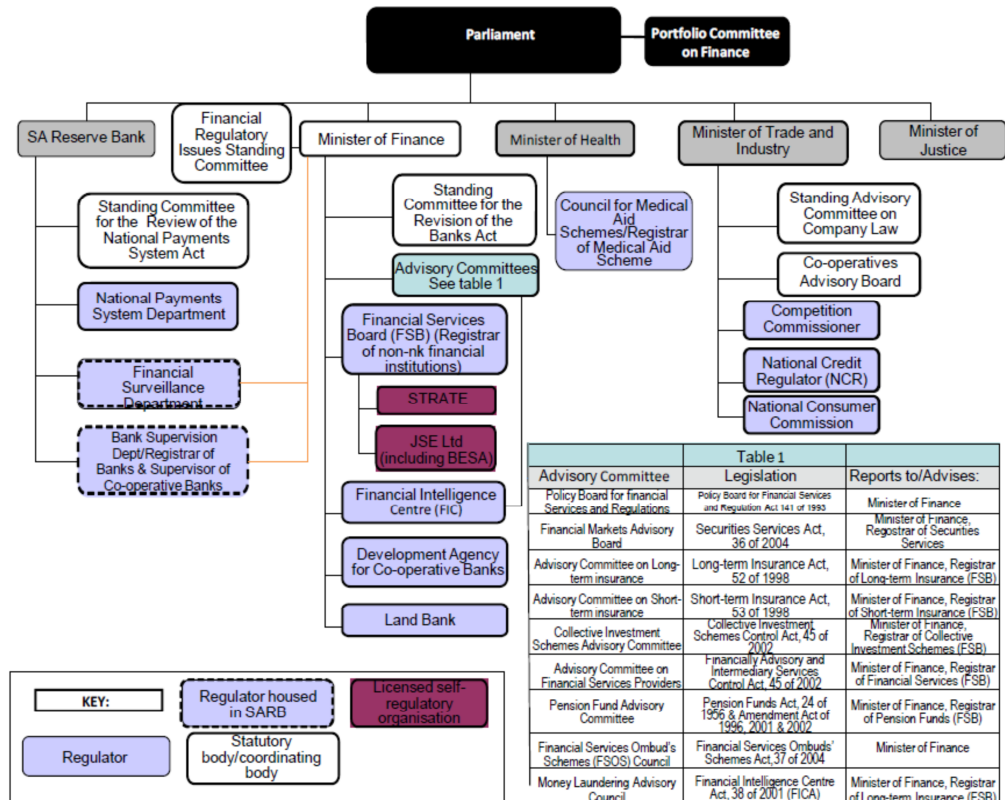 Parliament
Portfolio Committee
on Finance
SA Reserve Bank
Financial
Regulatory
Issues Standing
Committee
Minister of Finance
Minister of Health
Minister of Trade and
Industry
Minister of
Justice
Standing Committee
for the Review of the
National Payments
System Act
National Payments
System Department
Financial
Surveillance
Department
Bank Supervision
Dept/Registrar of
Banks & Supervisor of
Co-operative Banks
Standing
Committee for the
Revision of the
Banks Act
Advisory Committees
See table 1
Financial Services
Board (FSB) (Registrar
of non-nk financial
institutions)
STRATE
JSE Ltd
(including BESA)
Financial Intelligence
Centre (FIC)
Development Agency
for Co-operative Banks
Land Bank
Council for Medical
Aid
Schemes/Registrar
of Medical Aid
Scheme
Standing Advisory
Committee on
Company Law
Co-operatives
Advisory Board
Competition
Commissioner
National Credit
Regulator (NCR)
National Consumer
Commission
Table 1
Advisory Committee
Legislation
Reports to/Advises:
Policy Board for financial
Services and Regulations
Policy Board for Financial Services
and Regulation Act 141 of 1993
Minister of Finance
Financial Markets Advisory
Board
Securities Services Act,
36 of 2004
Minister of Finance,
Regostrar of Securities
Services
Advisory Committee on Long-
term insurance
Long-term Insurance Act,
52 of 1998
Minister of Finance, Registrar
of Long-term Insurance (FSB)
Advisory Committee on Short-
term insurance
Short-term Insurance Act,
53 of 1998
Minister of Finance, Registrar
of Short-term Insurance (FSB)
Collective Investment
Schemes Advisory Committee
Collective Investment
Schemes Control Act, 45 of
2002
Minister of Finance,
Registrar of Collective
Investment Schemes (FSB)
Advisory Committee on
Financial Services Providers
Financially Advisory and
Intermediary Services
Control Act, 45 of 2002
Minister of Finance, Registrar
of Financial Services (FSB)
Pension Fund Advisory
Committee
Pension Funds Act, 24 of
1956 & Amendment Act of
1996, 2001 & 2002
Minister of Finance, Registrar
of Pension Funds (FSB)
Financial Services Ombud's
Schemes (FSOS) Council
Financial Services Ombuds'
Schemes Act, 37 of 2004
Minister of Finance
Money Laundering Advisory
Council
Financial Intelligence Centre
Act, 38 of 2001 (FICA)
Minister of Finance, Registrar
of Long-term Insurance (FSB)
KEY:
Regulator housed
in SARB
Licensed self-
regulatory
organisation
Regulator
Statutory
body/coordinating
body